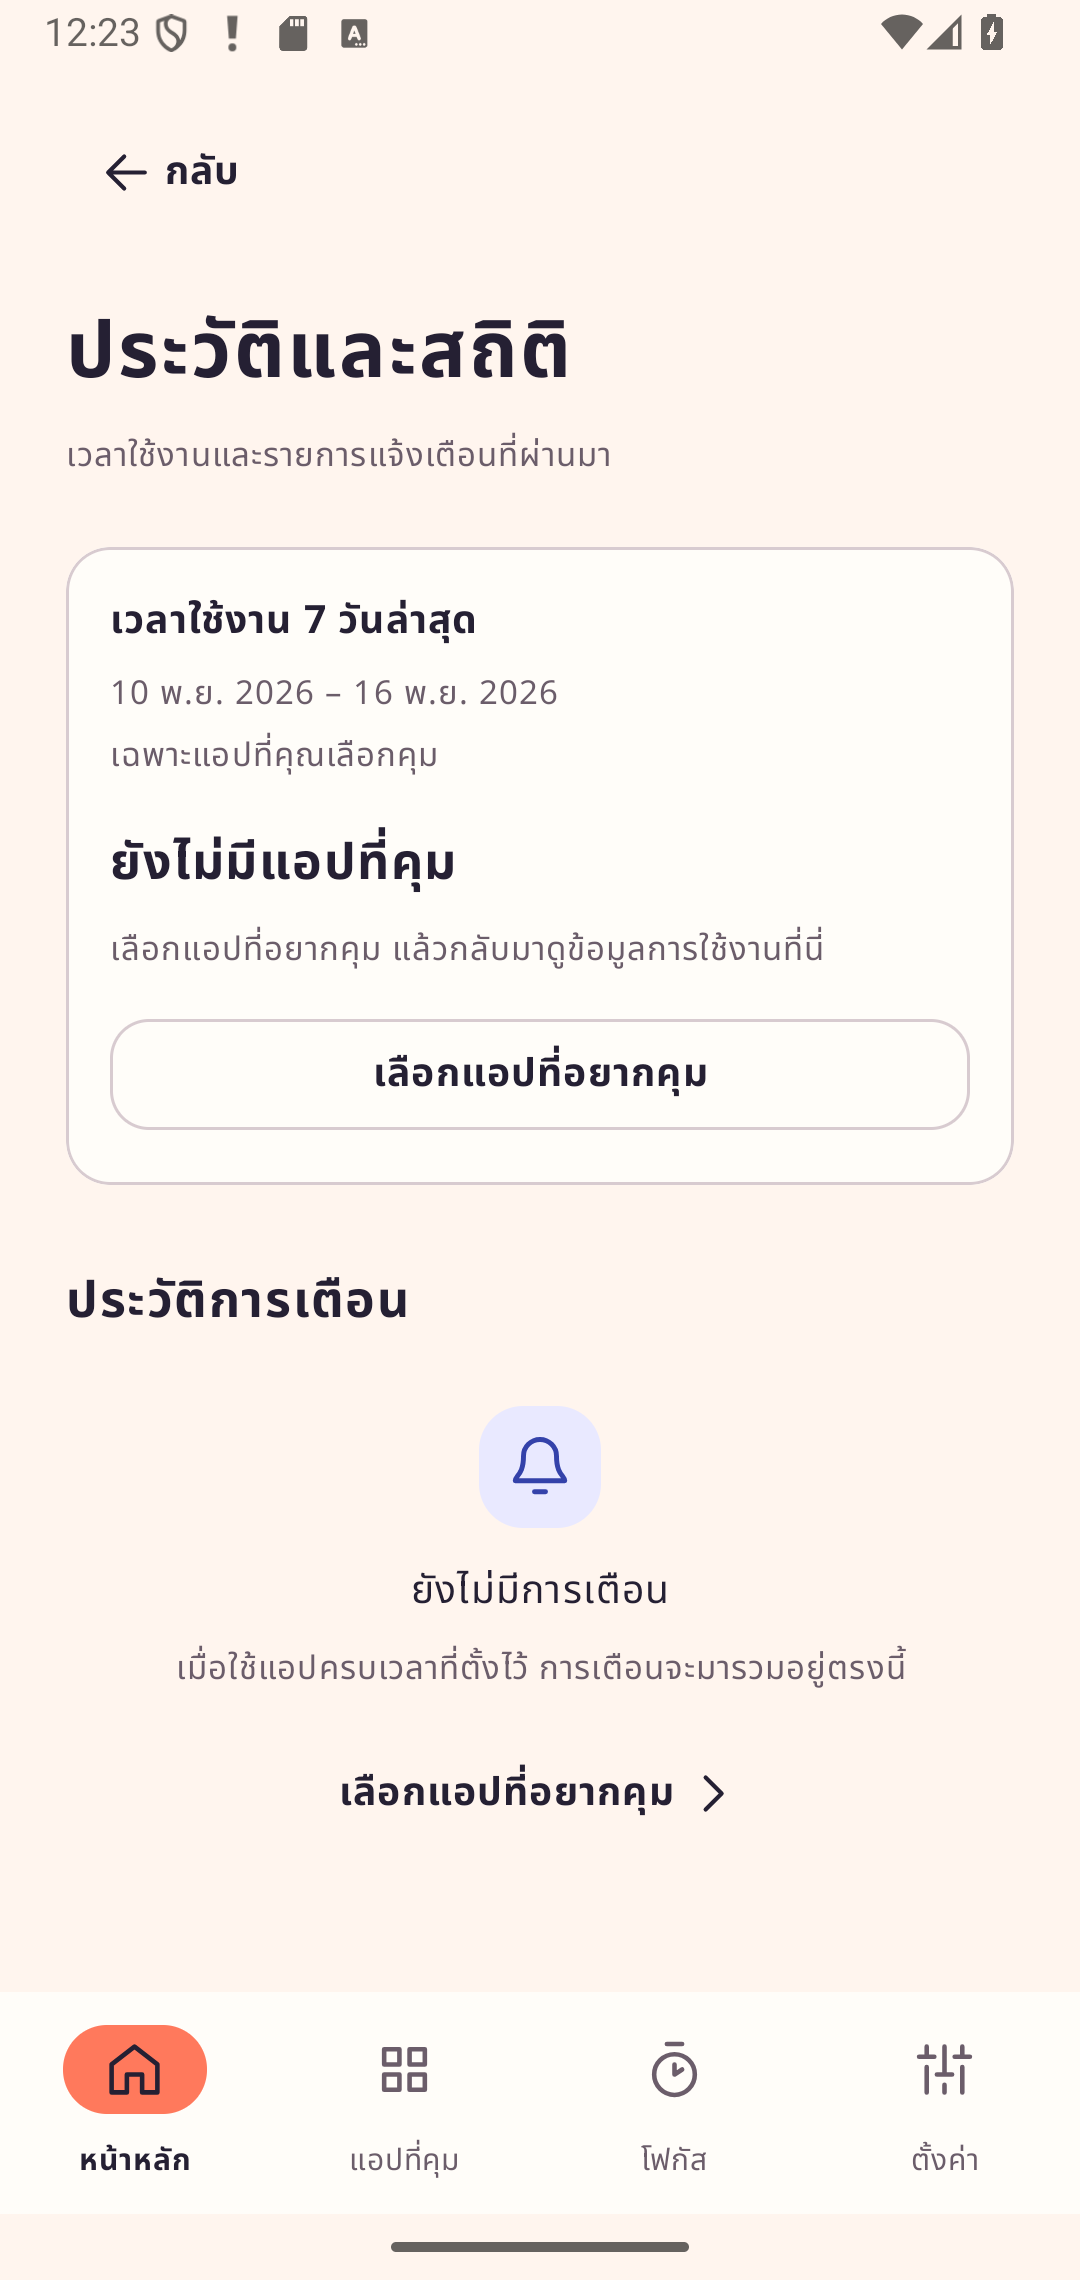 12:23
กลับ
ประวัติและสถิติ
เวลาใช้งานและรายการแจ้งเตือนที่ผ่านมา
เวลาใช้งาน 7 วันล่าสุด
10 พ.ย. 2026 – 16 พ.ย. 2026
เฉพาะแอปที่คุณเลือกคุม
ยังไม่มีแอปที่คุม
เลือกแอปที่อยากคุม แล้วกลับมาดูข้อมูลการใช้งานที่นี่
เลือกแอปที่อยากคุม
ประวัติการเตือน
ยังไม่มีการเตือน
เมื่อใช้แอปครบเวลาที่ตั้งไว้ การเตือนจะมารวมอยู่ตรงนี้
เลือกแอปที่อยากคุม
หน้าหลัก
แอปที่คุม
โฟกัส
ตั้งค่า